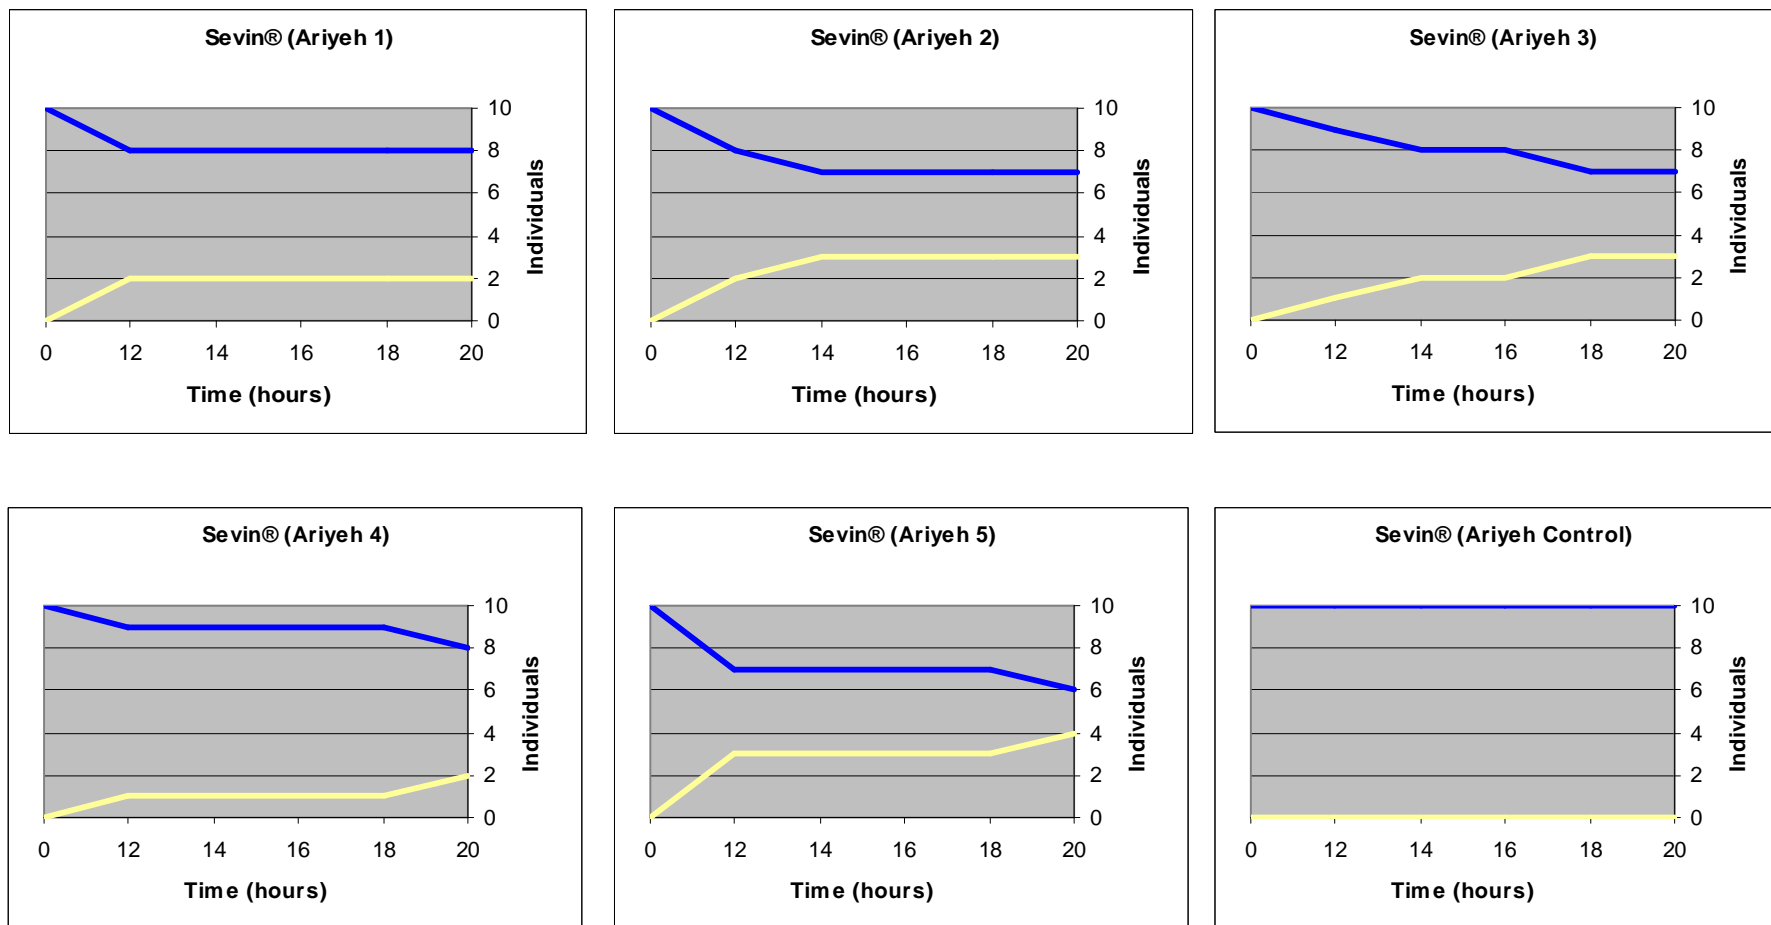 Sevin® (Ariyeh 1)
10
8
6
4
2
0
Individuals
0 12 14 16 18 20
Time (hours)
Sevin® (Ariyeh 2)
10
8
6
4
2
0
Individuals
0 12 14 16 18 20
Time (hours)
Sevin® (Ariyeh 3)
10
8
6
4
2
0
Individuals
0 12 14 16 18 20
Time (hours)
Sevin® (Ariyeh 4)
10
8
6
4
2
0
Individuals
0 12 14 16 18 20
Time (hours)
Sevin® (Ariyeh 5)
10
8
6
4
2
0
Individuals
0 12 14 16 18 20
Time (hours)
Sevin® (Ariyeh Control)
10
8
6
4
2
0
Individuals
0 12 14 16 18 20
Time (hours)